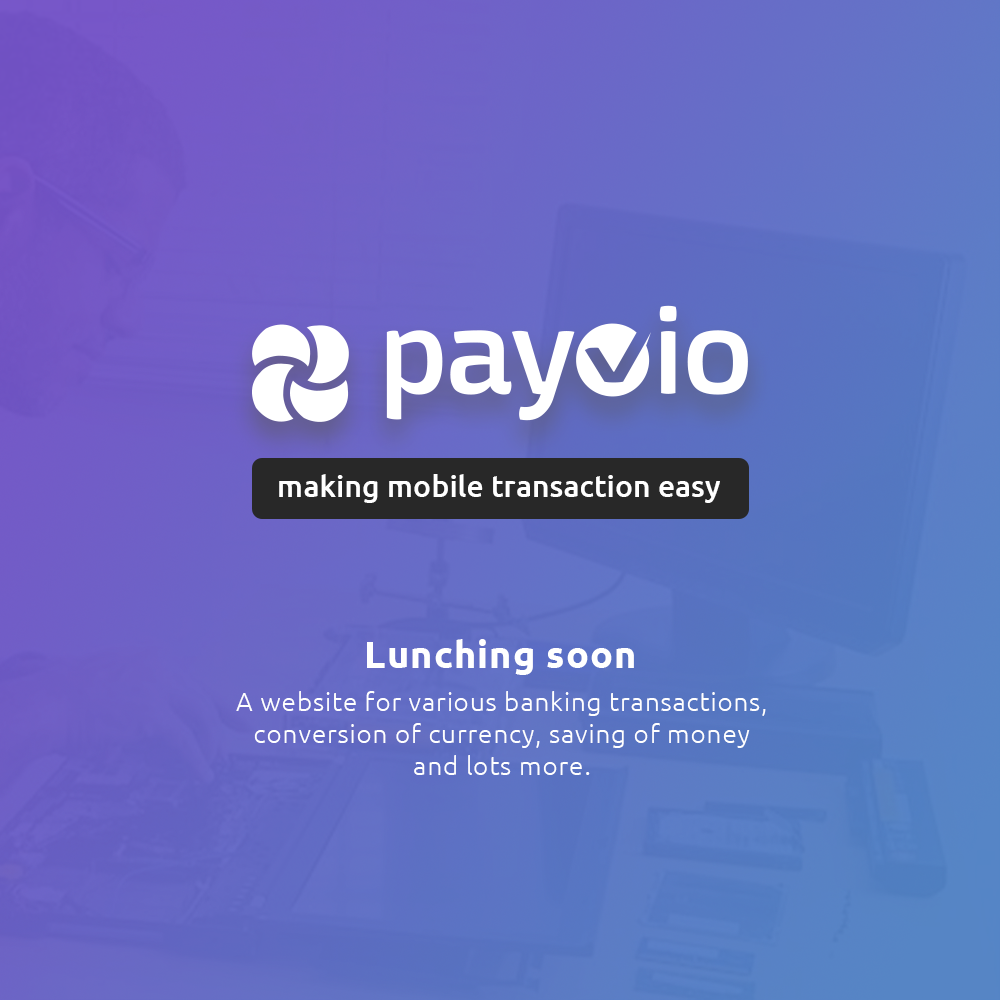 payvio
making mobile transaction easy
Lunching soon
A website for various banking transactions,
conversion of currency, saving of money
and lots more.